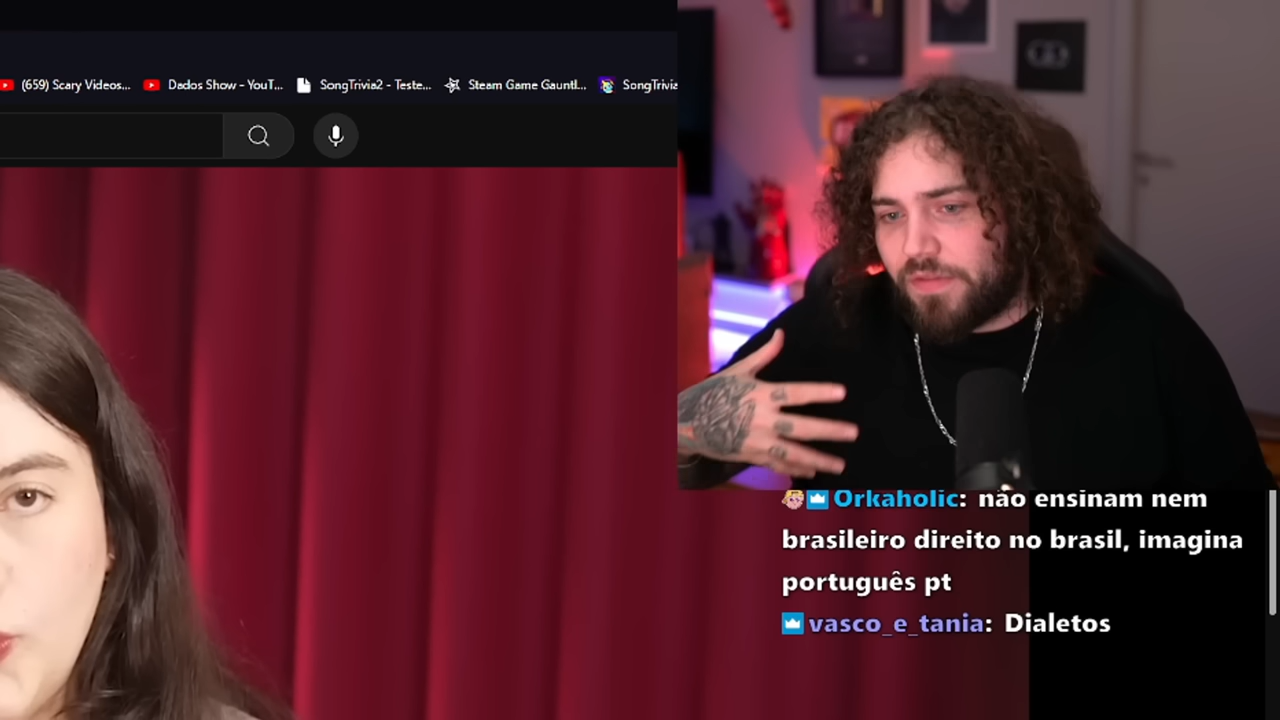 (659) Scary Videos... Dados Show - YouT... SongTrivia2 - Teste... Steam Game Gauntl... SongTrivia
Orkaholic: não ensinam nem
brasileiro direito no brasil, imagina
português pt
vasco_e_tania: Dialetos